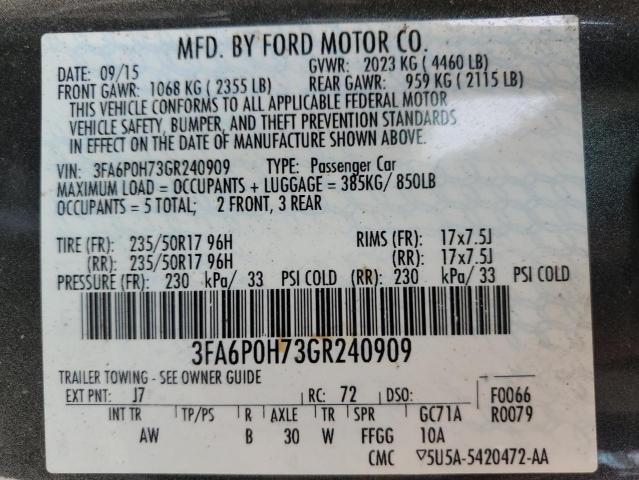 MFD. BY FORD MOTOR CO.
DATE: 09/15 GVWR: 2023 KG ( 4460 LB)
FRONT GAWR: 1068 KG ( 2355 LB) REAR GAWR: 959 KG ( 2115 LB)
THIS VEHICLE CONFORMS TO ALL APPLICABLE FEDERAL MOTOR
VEHICLE SAFETY, BUMPER, AND THEFT PREVENTION STANDARDS
IN EFFECT ON THE DATE OF MANUFACTURE SHOWN ABOVE.
VIN: 3FA6P0H73GR240909 TYPE: Passenger Car
MAXIMUM LOAD = OCCUPANTS + LUGGAGE = 385KG/ 850LB
OCCUPANTS = 5 TOTAL; 2 FRONT, 3 REAR
TIRE (FR): 235/50R17 96H RIMS (FR): 17x7.5J
(RR): 235/50R17 96H (RR): 17x7.5J
PRESSURE (FR): 230 kPa/ 33 PSI COLD (RR): 230 kPa/ 33 PSI COLD
3FA6P0H73GR240909
TRAILER TOWING - SEE OWNER GUIDE
EXT PNT: J7 RC: 72 DSO: F0066
INT TR TP/PS R AXLE TR SPR GC71A R0079
AW B 30 W FFGG 10A
CMC ▽5U5A-5420472-AA